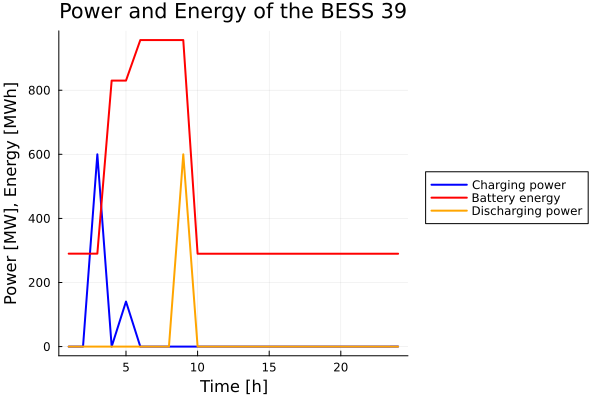 Power and Energy of the BESS 39
Power [MW], Energy [MWh]
800
600
400
200
0
5
10
15
20
Time [h]
Charging power
Battery energy
Discharging power